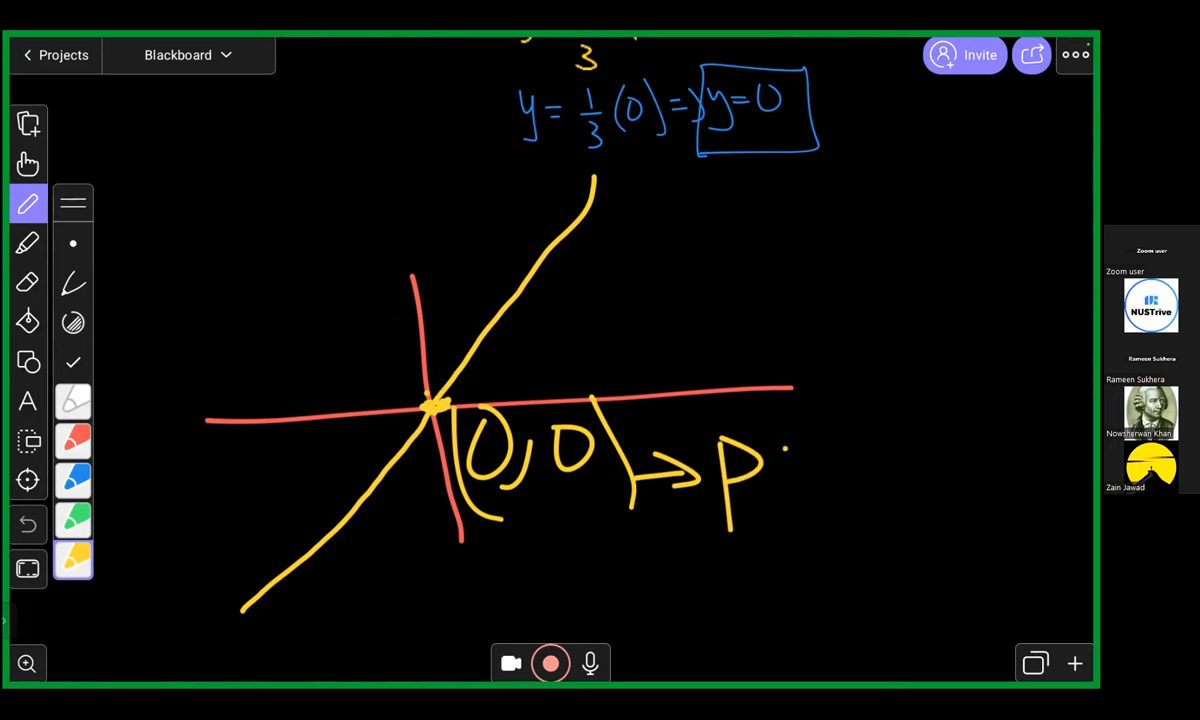 Projects
Blackboard
Invite
3
y = 1/3 (0) => y = 0
(0, 0) → p
A
Zoom user
Zoom user
NUSTrive
Rameen Sukhera
Rameen Sukhera
Nowsherwan Khan
Zain Jawad